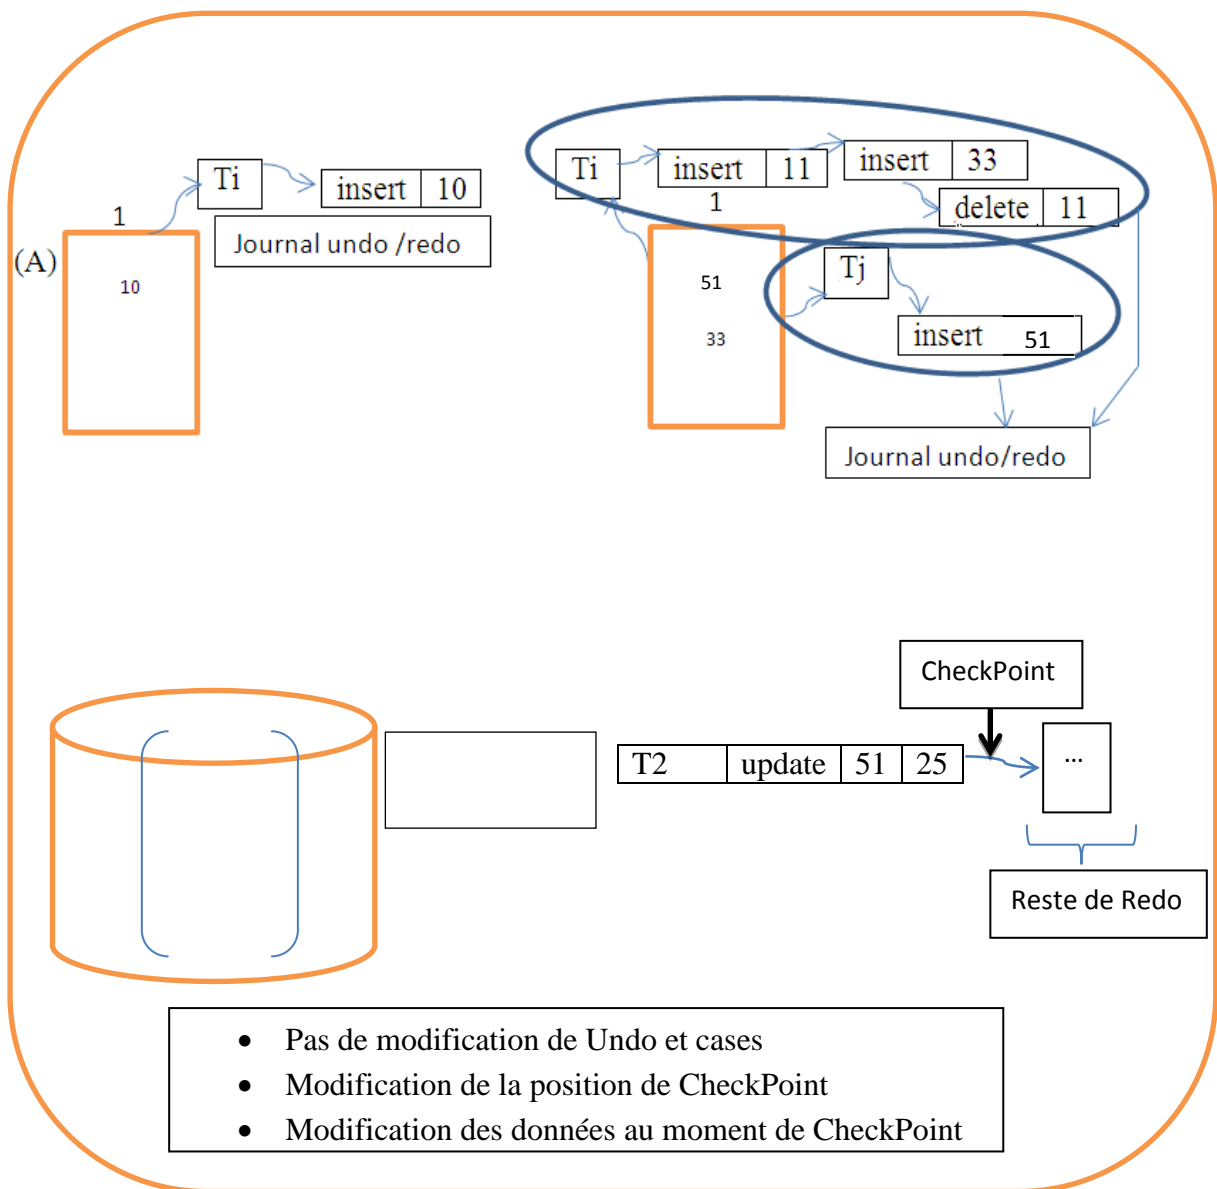 Ti
insert 10
1
Journal undo /redo
(A)
10
Ti
insert 11
insert 33
1
delete 11
51
33
Tj
insert 51
Journal undo/redo
CheckPoint
T2 update 51 25
...
Reste de Redo
• Pas de modification de Undo et cases
• Modification de la position de CheckPoint
• Modification des données au moment de CheckPoint